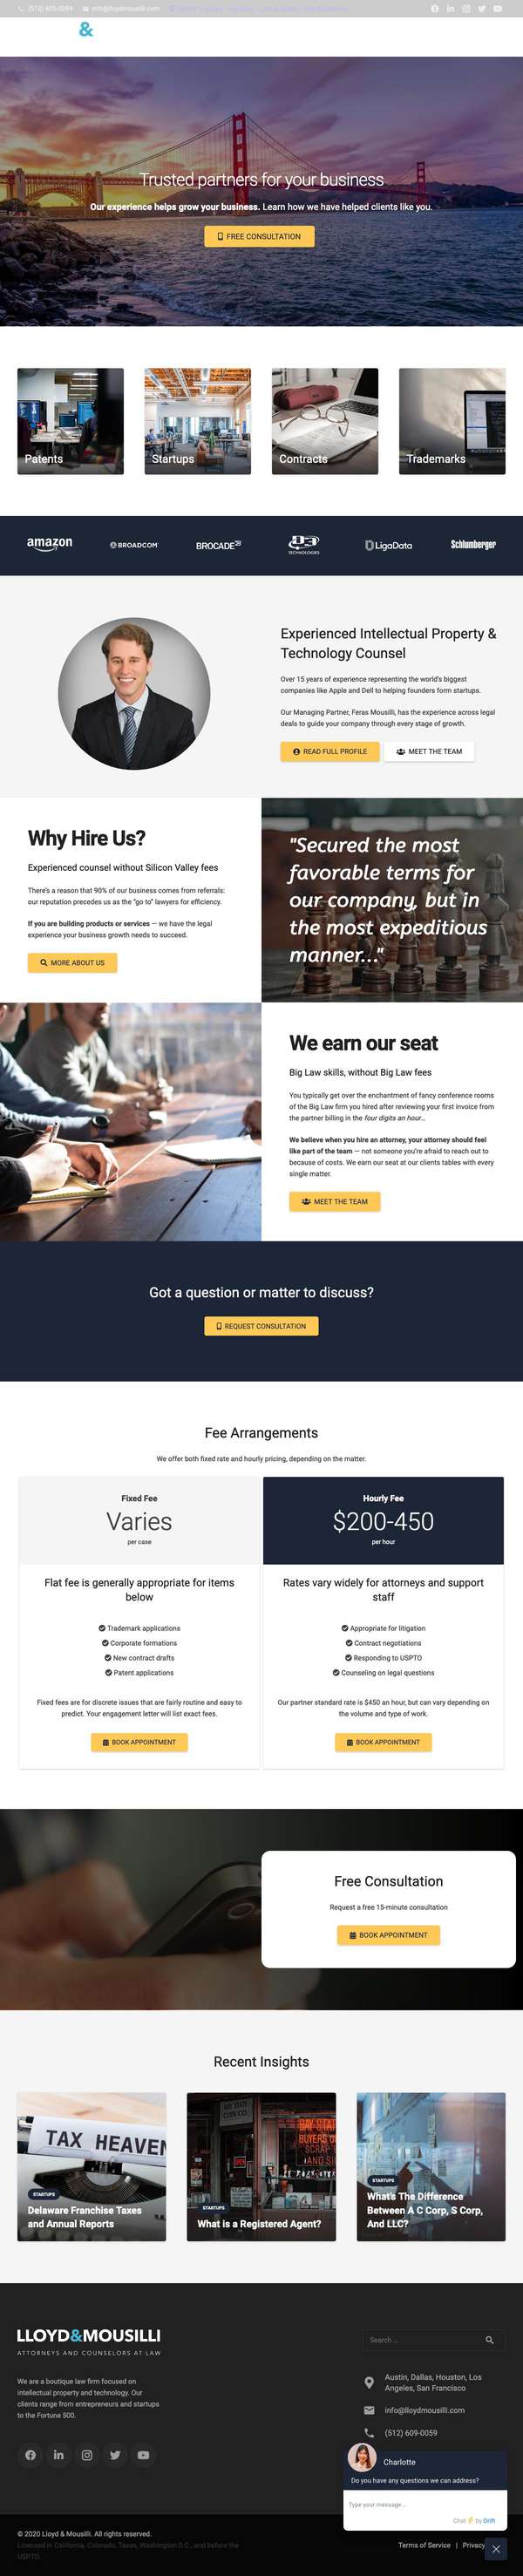 (512) 609-0059 info@lloydmousilli.com
&
Trusted partners for your business
Our experience helps grow your business. Learn how we have helped clients like you.
FREE CONSULTATION
Patents
Startups
Contracts
Trademarks
amazon
BROADCOM
BROCADE
TECHNOLOGIES
LigaData
Schlumberger
Experienced Intellectual Property &
Technology Counsel
Over 15 years of experience representing the world's biggest
companies like Apple and Dell to helping founders form startups.
Our Managing Partner, Feras Mousilli, has the experience across legal
deals to guide your company through every stage of growth.
READ FULL PROFILE
MEET THE TEAM
Why Hire Us?
Experienced counsel without Silicon Valley fees
There's a reason that 90% of our business comes from referrals:
our reputation precedes us as the "go to" lawyers for efficiency.
If you are building products or services — we have the legal
experience your business growth needs to succeed.
MORE ABOUT US
"Secured the most
favorable terms for
our company, but in
the most expeditious
manner..."
We earn our seat
Big Law skills, without Big Law fees
You typically get over the enchantment of fancy conference rooms
of the Big Law firm you hired after reviewing your first invoice from
the partner billing in the four digits an hour...
We believe when you hire an attorney, your attorney should feel
like part of the team — not someone you're afraid to reach out to
because of costs. We earn our seat at our clients tables with every
single matter.
MEET THE TEAM
Got a question or matter to discuss?
REQUEST CONSULTATION
Fee Arrangements
We offer both fixed rate and hourly pricing, depending on the matter.
Fixed Fee
Varies
per case
Flat fee is generally appropriate for items
below
Trademark applications
Corporate formations
New contract drafts
Patent applications
Fixed fees are for discrete issues that are fairly routine and easy to
predict. Your engagement letter will list exact fees.
BOOK APPOINTMENT
Hourly Fee
$200-450
per hour
Rates vary widely for attorneys and support
staff
Appropriate for litigation
Contract negotiations
Responding to USPTO
Counseling on legal questions
Our partner standard rate is $450 an hour, but can vary depending on
the volume and type of work.
BOOK APPOINTMENT
Free Consultation
Request a free 15-minute consultation
BOOK APPOINTMENT
Recent Insights
TAX HEAVEN
STARTUPS
Delaware Franchise Taxes
and Annual Reports
STARTUPS
What is a Registered Agent?
STARTUPS
What's The Difference
Between A C Corp, S Corp,
And LLC?
LLOYD&MOUSILLI
ATTORNEYS AND COUNSELORS AT LAW
We are a boutique law firm focused on
intellectual property and technology. Our
clients range from entrepreneurs and startups
to the Fortune 500.
Search ...
Austin, Dallas, Houston, Los
Angeles, San Francisco
info@lloydmousilli.com
(512) 609-0059
Charlotte
Do you have any questions we can address?
Type your message...
Chat by Drift
© 2020 Lloyd & Mousilli. All rights reserved.
Licensed in California, Colorado, Texas, Washington D.C., and before the
USPTO.
Terms of Service | Privacy